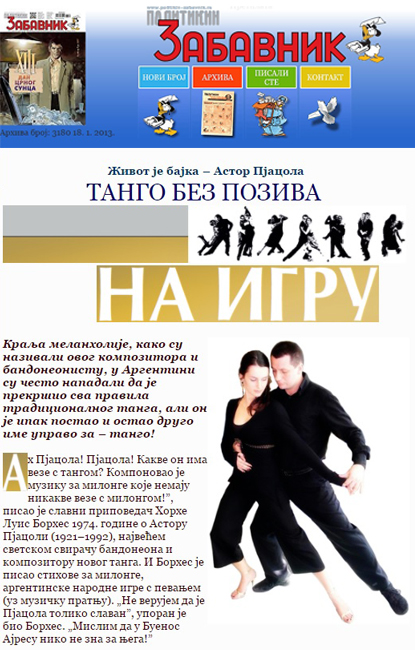 ПОЛИТИКИН
ЗАБАВНИК
ЗАБАВНИК
XIII
ДАН
ЦРНОГ
СУНЦА
НОВИ БРОЈ
АРХИВА
ПИСАЛИ
СТЕ
КОНТАКТ
Архива број: 3180 18. 1. 2013.
Живот је бајка – Астор Пјацола
ТАНГО БЕЗ ПОЗИВА
НА ИГРУ
Краља меланхолије, како су
називали овог композитора и
бандонеонисту, у Аргентини
су често нападали да је
прекршио сва правила
традиционалног танга, али он
је ипак постао и остао друго
име управо за – танго!
Ах Пјацола! Пјацола! Какве он има
везе с тангом? Компоновао је
музику за милонге које немају
никакве везе с милонгом!”,
писао је славни приповедач Хорхе
Луис Борхес 1974. године о Астору
Пјацоли (1921–1992), највећем
светском свирачу бандонеона и
композитору новог танга. И Борхес је
писао стихове за милонге,
аргентинске народне игре с певањем
(уз музичку пратњу). „Не верујем да је
Пјацола толико славан”, упоран је
био Борхес. „Мислим да у Буенос
Ајресу нико не зна за њега!”